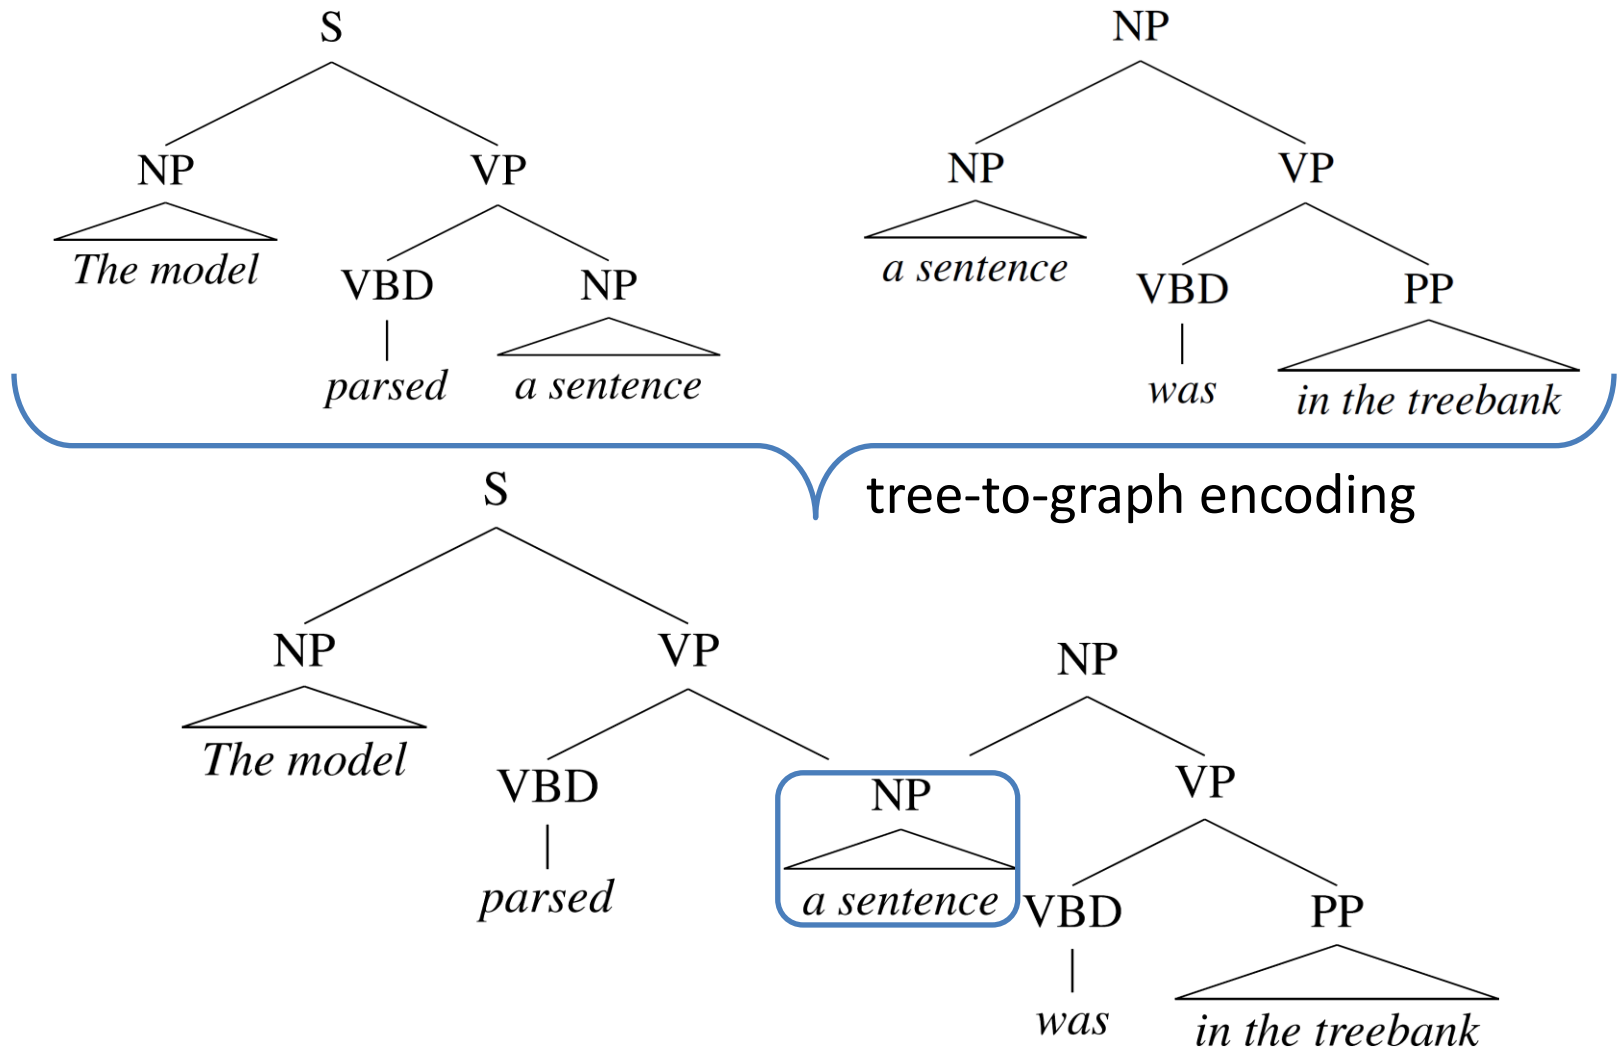 S
NP VP
The model
VBD NP
parsed a sentence
NP
NP VP
a sentence
VBD PP
was in the treebank
tree-to-graph encoding
S
NP VP NP
The model
VBD NP VP
parsed a sentence VBD PP
was in the treebank